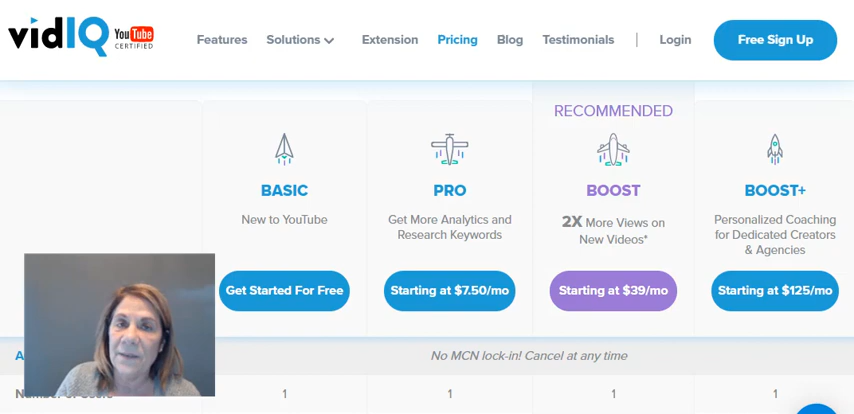 vidIQ YouTube CERTIFIED
Features Solutions Extension Pricing Blog Testimonials | Login Free Sign Up
RECOMMENDED
BASIC PRO BOOST BOOST+
New to YouTube
Get More Analytics and
Research Keywords
2X More Views on
New Videos*
Personalized Coaching
for Dedicated Creators
& Agencies
Get Started For Free Starting at $7.50/mo Starting at $39/mo Starting at $125/mo
No MCN lock-in! Cancel at any time
1 1 1 1